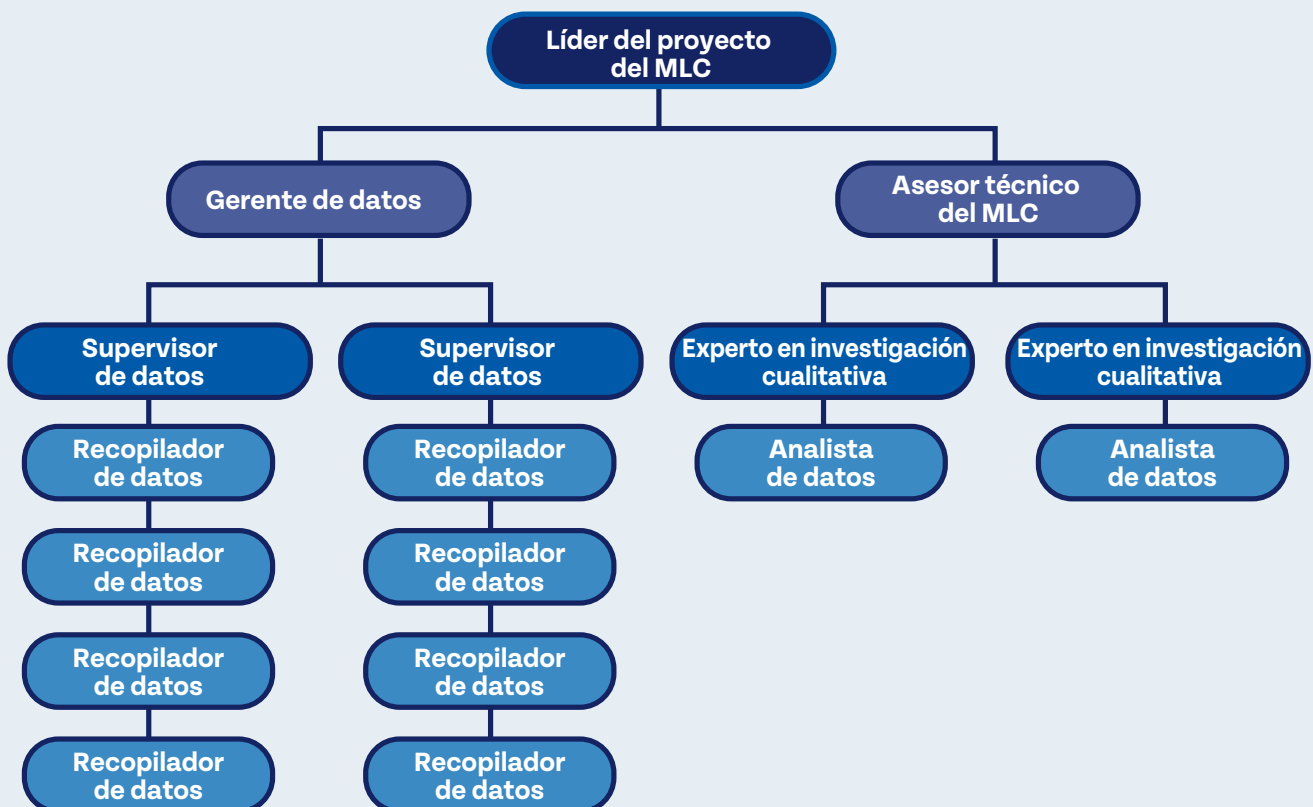 Líder del proyecto
del MLC
Gerente de datos
Asesor técnico
del MLC
Supervisor
de datos
Supervisor
de datos
Experto en investigación
cualitativa
Experto en investigación
cualitativa
Recopilador
de datos
Recopilador
de datos
Analista
de datos
Analista
de datos
Recopilador
de datos
Recopilador
de datos
Recopilador
de datos
Recopilador
de datos
Recopilador
de datos
Recopilador
de datos